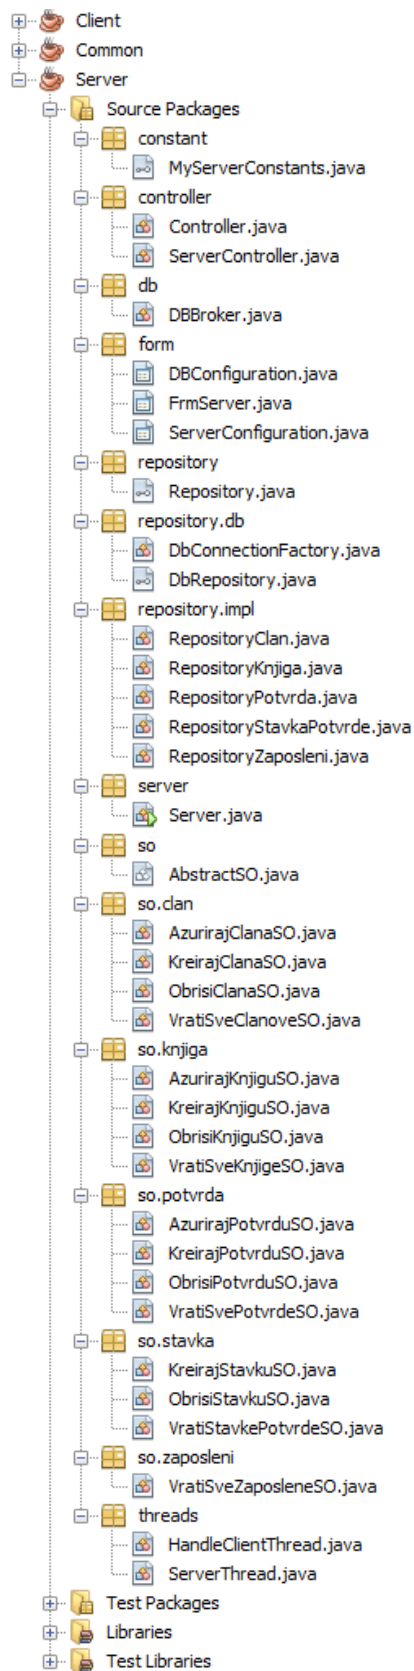 Client
Common
Server
Source Packages
constant
MyServerConstants.java
controller
Controller.java
ServerController.java
db
DBBroker.java
form
DBConfiguration.java
FrmServer.java
ServerConfiguration.java
repository
Repository.java
repository.db
DbConnectionFactory.java
DbRepository.java
repository.impl
RepositoryClan.java
RepositoryKnjiga.java
RepositoryPotvrda.java
RepositoryStavkaPotvrde.java
RepositoryZaposleni.java
server
Server.java
so
AbstractSO.java
so.clan
AzurirajClanaSO.java
KreirajClanaSO.java
ObrisiClanaSO.java
VratiSveClanoveSO.java
so.knjiga
AzurirajKnjiguSO.java
KreirajKnjiguSO.java
ObrisiKnjiguSO.java
VratiSveKnjigeSO.java
so.potvrda
AzurirajPotvrduSO.java
KreirajPotvrduSO.java
ObrisiPotvrduSO.java
VratiSvePotvrdeSO.java
so.stavka
KreirajStavkuSO.java
ObrisiStavkuSO.java
VratiStavkePotvrdeSO.java
so.zaposleni
VratiSveZaposleneSO.java
threads
HandleClientThread.java
ServerThread.java
Test Packages
Libraries
Test Libraries